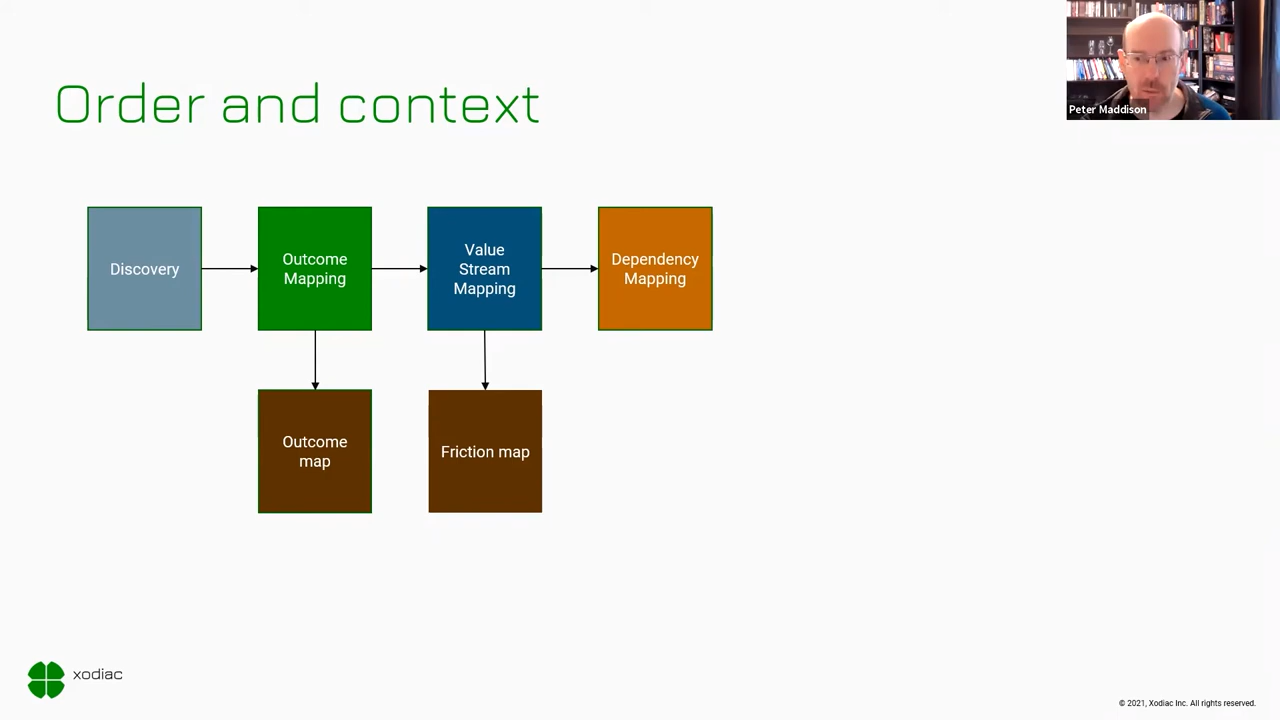 Order and context
Peter Maddison
Discovery
Outcome
Mapping
Value
Stream
Mapping
Dependency
Mapping
Outcome
map
Friction map
xodiac
© 2021, Xodiac Inc. All rights reserved.